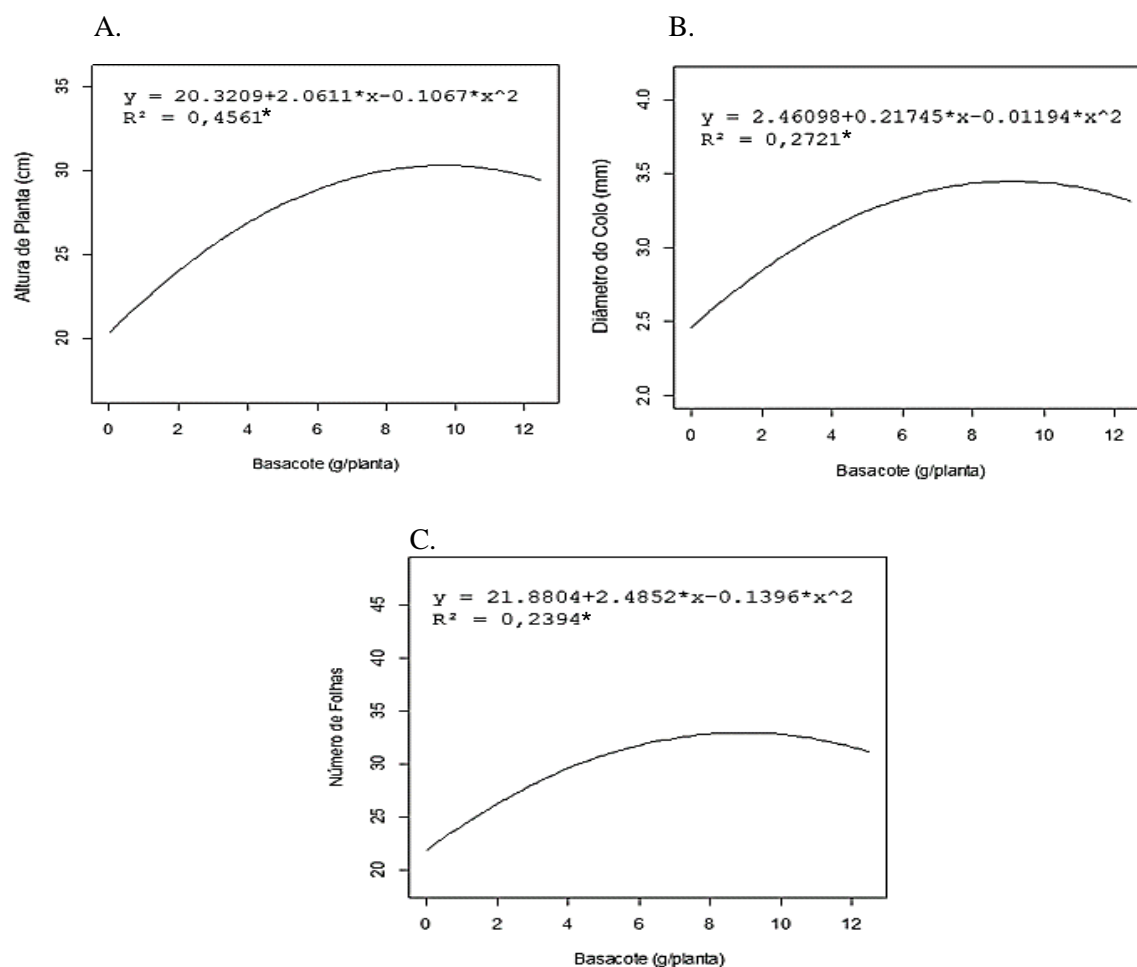 A.
y = 20.3209+2.0611*x-0.1067*x^2
R² = 0,4561*
Altura de Planta (cm)
35
30
25
20
0 2 4 6 8 10 12
Basacote (g/planta)
B.
y = 2.46098+0.21745*x-0.01194*x^2
R² = 0,2721*
Diâmetro do Colo (mm)
4.0
3.5
3.0
2.5
2.0
0 2 4 6 8 10 12
Basacote (g/planta)
C.
y = 21.8804+2.4852*x-0.1396*x^2
R² = 0,2394*
Número de Folhas
45
40
35
30
25
20
0 2 4 6 8 10 12
Basacote (g/planta)